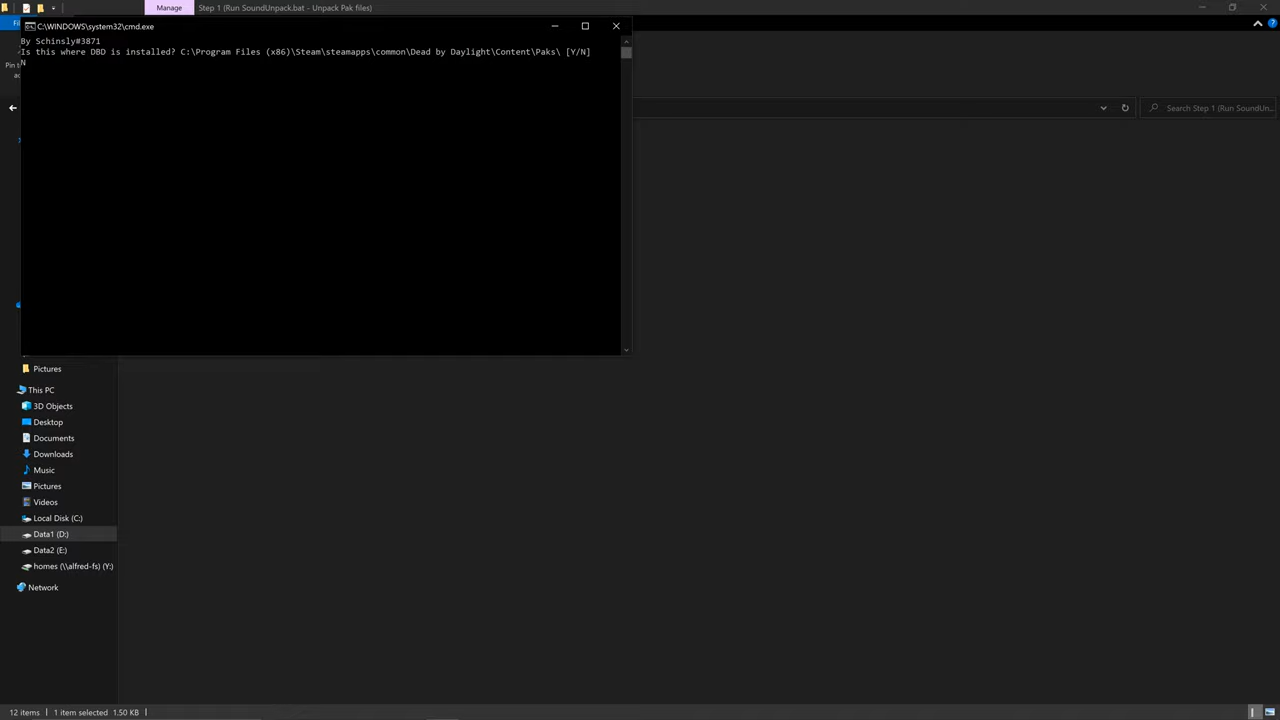 Manage
Step 1 (Run SoundUnpack.bat - Unpack Pak files)
C:\WINDOWS\system32\cmd.exe
By Schinsly#3871
Is this where DBD is installed? C:\Program Files (x86)\Steam\steamapps\common\Dead by Daylight\Content\Paks\ [Y/N]
N
Search Step 1 (Run SoundUn...
Pictures
This PC
3D Objects
Desktop
Documents
Downloads
Music
Pictures
Videos
Local Disk (C:)
Data1 (D:)
Data2 (E:)
homes (\\alfred-fs) (Y:)
Network
12 items
1 item selected 1.50 KB